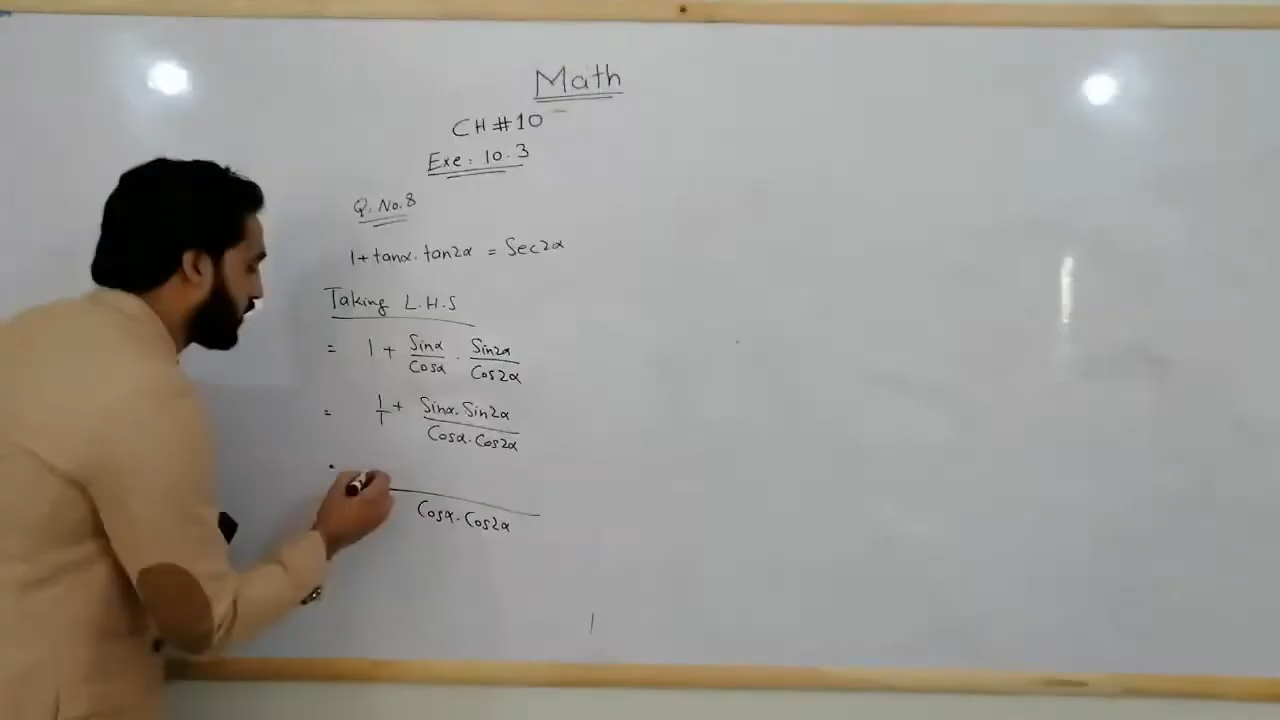 Math
CH#10
Exe: 10.3
Q. No. 8
1+tanα. tan2α = Sec2α
Taking L.H.S
= 1 + Sinα/Cosα . Sin2α/Cos2α
= 1/1 + Sinα. Sin2α/Cosα. Cos2α
Cosα. Cos2α